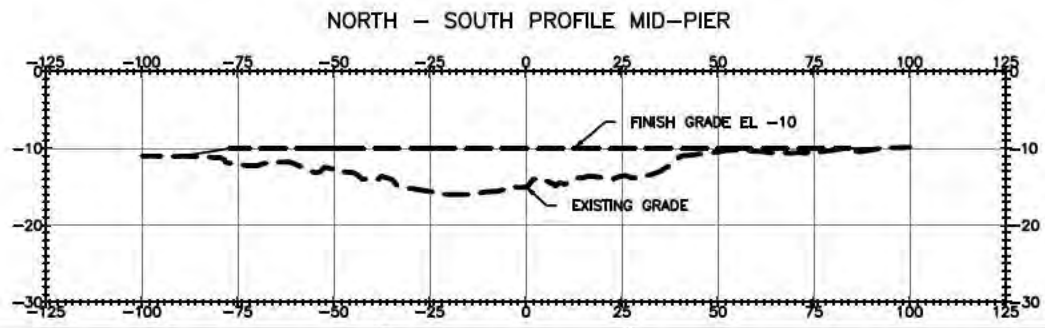 NORTH – SOUTH PROFILE MID–PIER
–125 –100 –75 –50 –25 0 25 50 75 100 125
0 0
FINISH GRADE EL –10
–10 –10
EXISTING GRADE
–20 –20
–30 –30
–125 –100 –75 –50 –25 0 25 50 75 100 125